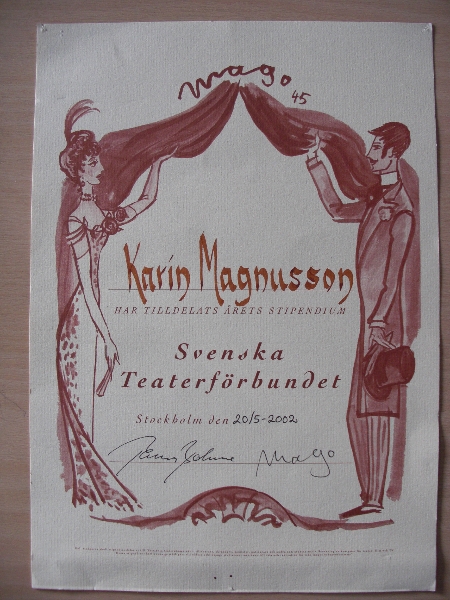 Mago
45
Karin Magnusson
HAR TILLDELATS ÅRETS STIPENDIUM
Svenska
Teaterförbundet
Stockholm den 20/5-2002
Mago